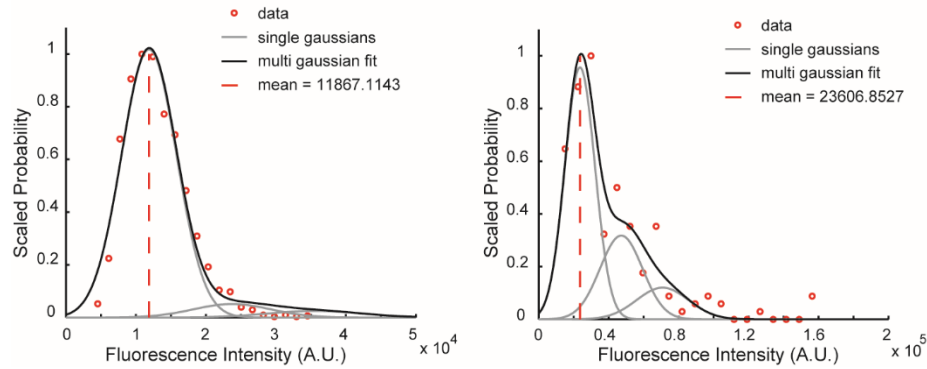 data
single gaussians
multi gaussian fit
mean = 11867.1143
Scaled Probability
1
0.8
0.6
0.4
0.2
0
0 1 2 3 4 5
Fluorescence Intensity (A.U.)
x 10^4
data
single gaussians
multi gaussian fit
mean = 23606.8527
Scaled Probability
1
0.8
0.6
0.4
0.2
0
0 0.4 0.8 1.2 1.6 2
Fluorescence Intensity (A.U.)
x 10^5